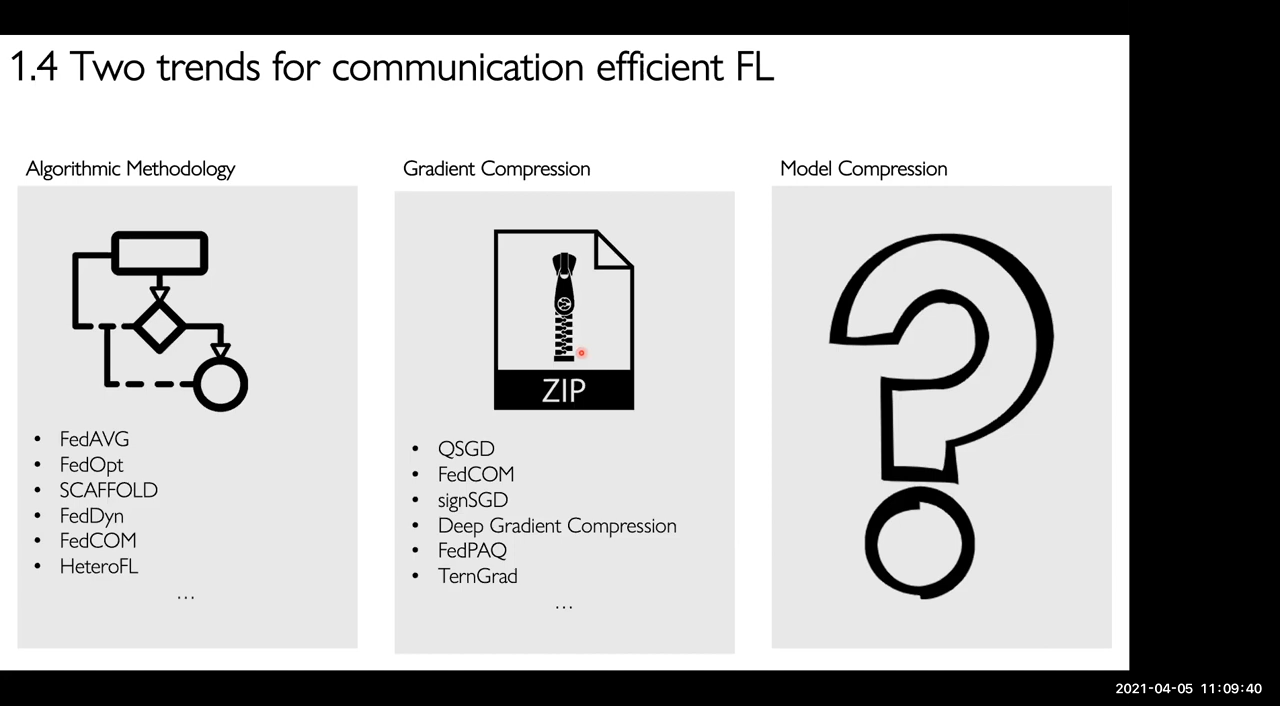 1.4 Two trends for communication efficient FL
Algorithmic Methodology
• FedAVG
• FedOpt
• SCAFFOLD
• FedDyn
• FedCOM
• HeteroFL
…
Gradient Compression
ZIP
• QSGD
• FedCOM
• signSGD
• Deep Gradient Compression
• FedPAQ
• TernGrad
…
Model Compression
?
2021-04-05 11:09:40